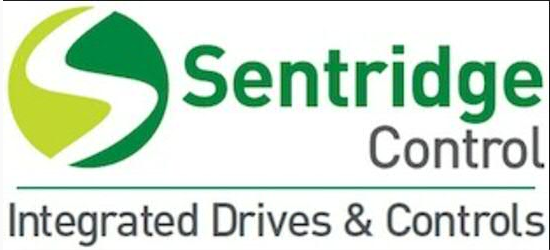 Sentridge
Control
Integrated Drives & Controls